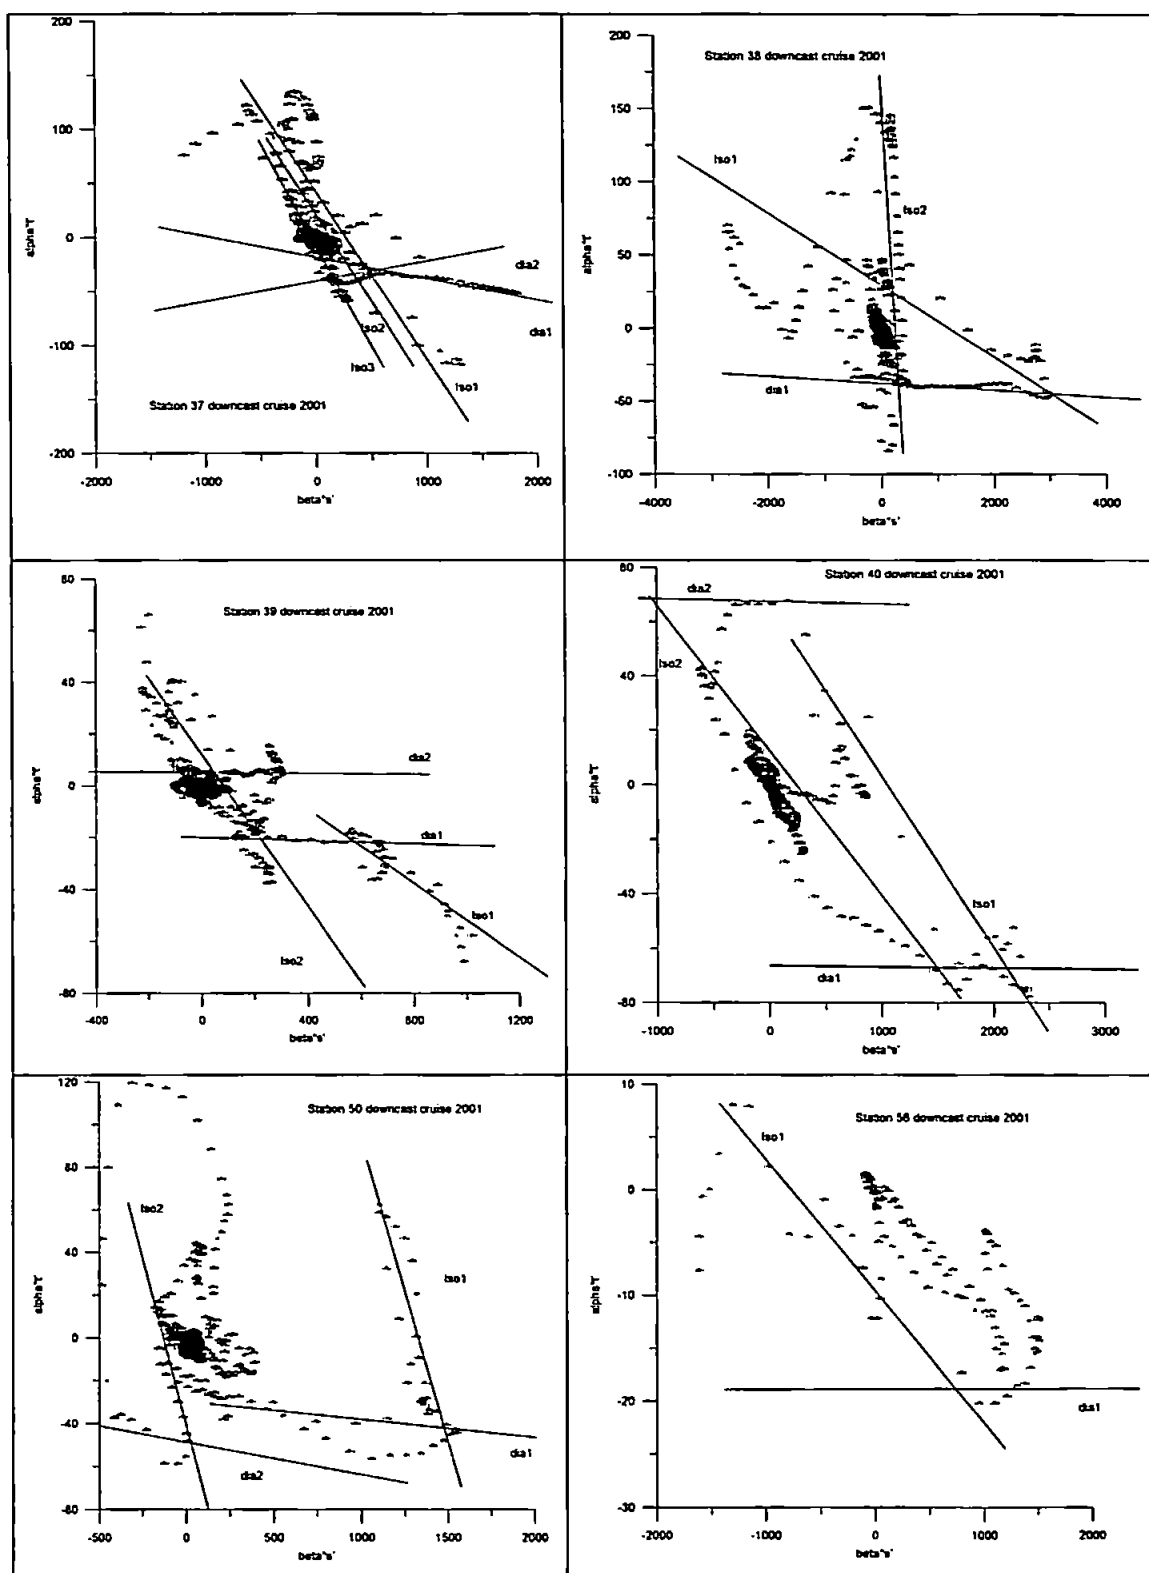 Station 37 downcast cruise 2001
200
100
0
-100
-200
alpha*T'
-2000
-1000
0
1000
2000
beta*s'
dia2
dia1
Iso2
Iso3
Iso1
Station 38 downcast cruise 2001
200
150
100
50
0
-50
-100
alpha*T'
-4000
-2000
0
2000
4000
beta*s'
Iso1
Iso2
dia1
Station 39 downcast cruise 2001
80
40
0
-40
-80
alpha*T'
-400
0
400
800
1200
beta*s'
dia2
dia1
Iso1
Iso2
Station 40 downcast cruise 2001
80
40
0
-40
-80
alpha*T'
-1000
0
1000
2000
3000
beta*s'
dia2
Iso2
Iso1
dia1
Station 50 downcast cruise 2001
120
80
40
0
-40
-80
alpha*T'
-500
0
500
1000
1500
2000
beta*s'
Iso2
Iso1
dia1
dia2
Station 56 downcast cruise 2001
10
0
-10
-20
-30
alpha*T'
-2000
-1000
0
1000
2000
beta*s'
Iso1
dia1